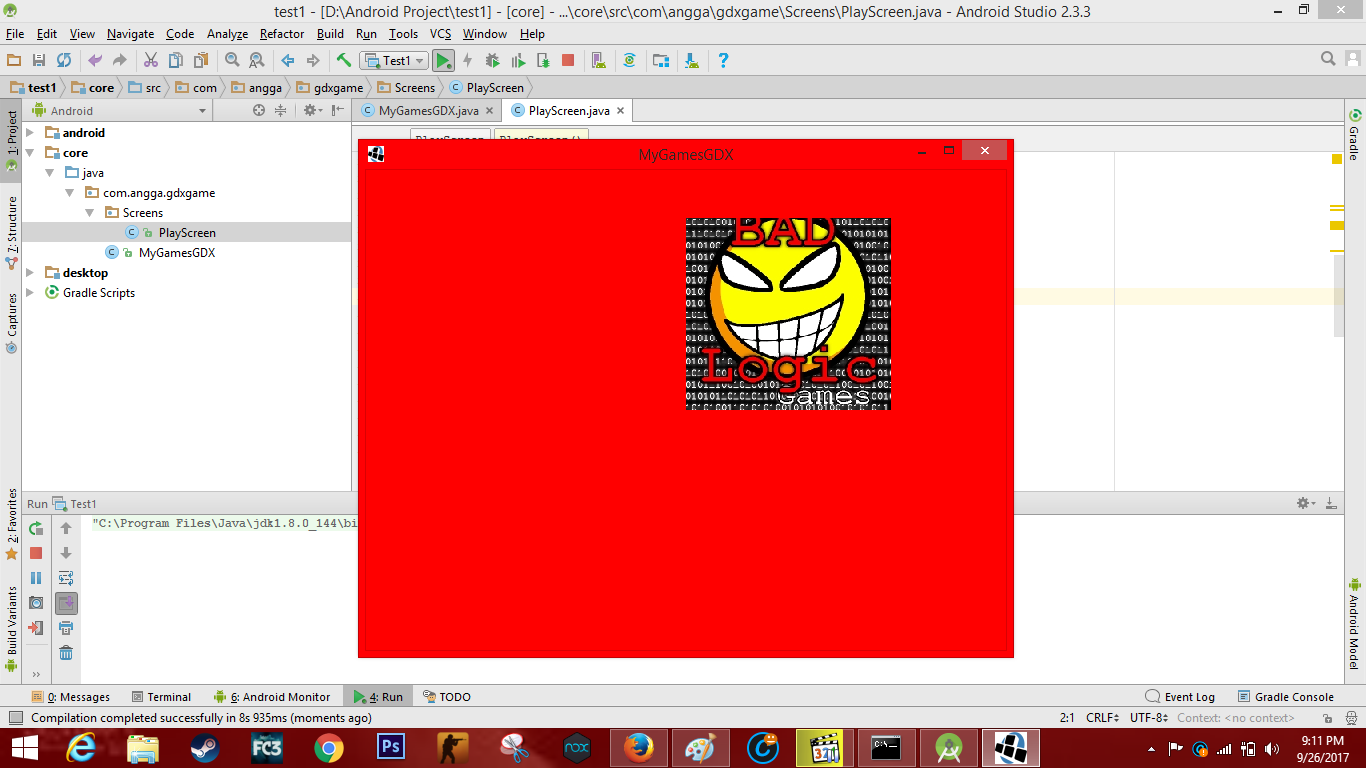 test1 - [D:\Android Project\test1] - [core] - ...\core\src\com\angga\gdxgame\Screens\PlayScreen.java - Android Studio 2.3.3
File Edit View Navigate Code Analyze Refactor Build Run Tools VCS Window Help
Test1
test1 core src com angga gdxgame Screens PlayScreen
Android
MyGamesGDX.java PlayScreen.java
android
core
java
com.angga.gdxgame
Screens
PlayScreen
MyGamesGDX
desktop
Gradle Scripts
1: Project
7: Structure
Captures
2: Favorites
Build Variants
Gradle
Android Model
MyGamesGDX
BAD
Logic
Games
Run Test1
"C:\Program Files\Java\jdk1.8.0_144\bi
0: Messages Terminal 6: Android Monitor 4: Run TODO Event Log Gradle Console
Compilation completed successfully in 8s 935ms (moments ago) 2:1 CRLF UTF-8 Context: <no context>
FC3 Ps nox 321 C:\
9:11 PM
9/26/2017